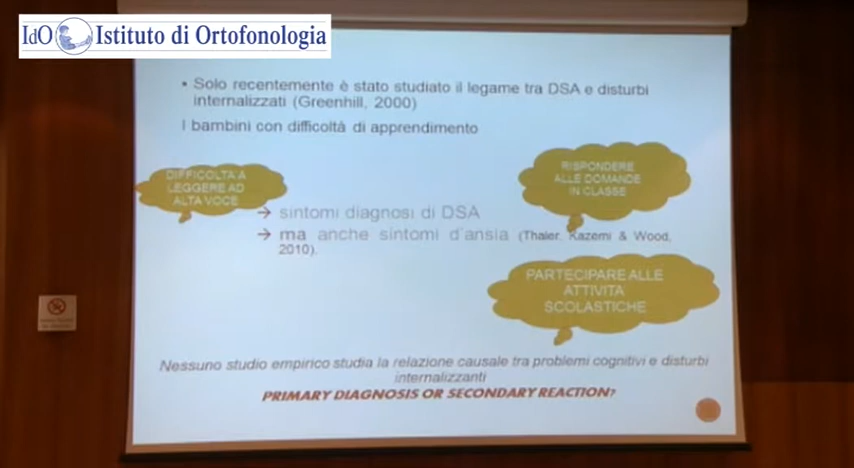 IdO Istituto di Ortofonologia
• Solo recentemente è stato studiato il legame tra DSA e disturbi
internalizzati (Greenhill, 2000)
I bambini con difficoltà di apprendimento
DIFFICOLTA A
LEGGERE AD
ALTA VOCE
RISPONDERE
ALLE DOMANDE
IN CLASSE
→ sintomi diagnosi di DSA
→ ma anche sintomi d'ansia (Thaler, Kazemi & Wood,
2010).
PARTECIPARE ALLE
ATTIVITA
SCOLASTICHE
Nessuno studio empirico studia la relazione causale tra problemi cognitivi e disturbi
internalizzanti
PRIMARY DIAGNOSIS OR SECONDARY REACTION?